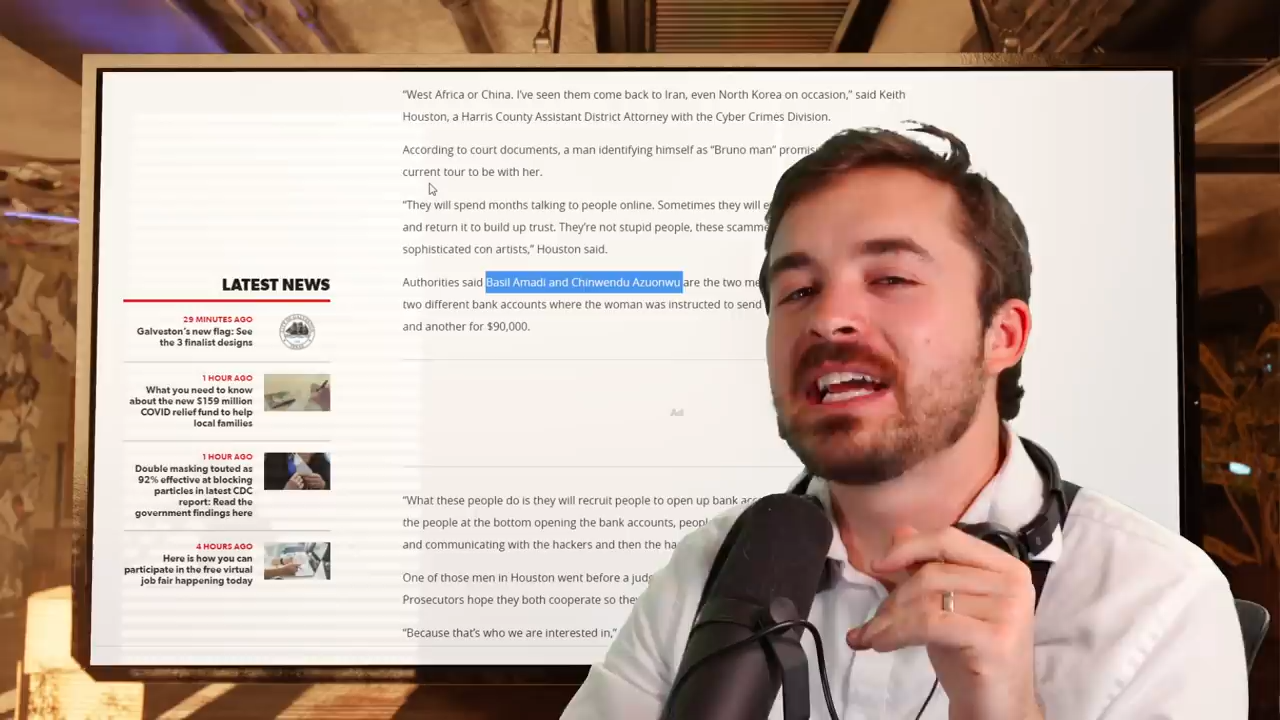 "West Africa or China. I've seen them come back to Iran, even North Korea on occasion," said Keith
Houston, a Harris County Assistant District Attorney with the Cyber Crimes Division.
According to court documents, a man identifying himself as "Bruno man"
current tour to be with her.
"They will spend months talking to people online. Sometimes they will
and return it to build up trust. They're not stupid people, these
sophisticated con artists," Houston said.
Authorities said Basil Amadi and Chinwendu Azuonwu are the two
two different bank accounts where the woman was instructed to send
and another for $90,000.
Ad
"What these people do is they will recruit people to open up bank
the people at the bottom opening the bank accounts,
and communicating with the hackers and then the
One of those men in Houston went before a
Prosecutors hope they both cooperate so
"Because that's who we are interested in,"
LATEST NEWS
29 MINUTES AGO
Galveston's new flag: See
the 3 finalist designs
1 HOUR AGO
What you need to know
about the new $159 million
COVID relief fund to help
local families
1 HOUR AGO
Double masking touted as
92% effective at blocking
particles in latest CDC
report: Read the
government findings here
4 HOURS AGO
Here is how you can
participate in the free virtual
job fair happening today